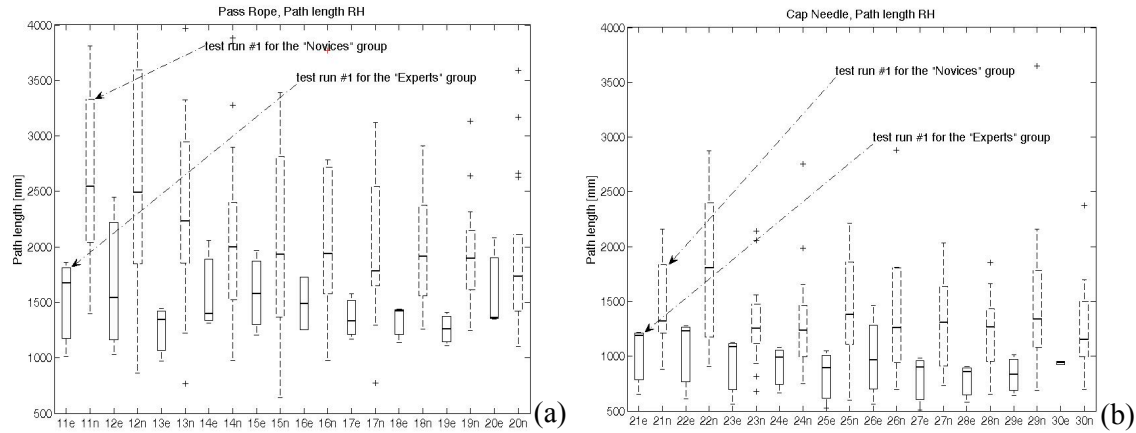 Pass Rope, Path length RH
4000
3500
3000
2500
2000
1500
1000
500
Path length [mm]
test run #1 for the "Novices" group
test run #1 for the "Experts" group
11e 11n 12e 12n 13e 13n 14e 14n 15e 15n 16e 16n 17e 17n 18e 18n 19e 19n 20e 20n
(a)
Cap Needle, Path length RH
4000
3500
3000
2500
2000
1500
1000
500
Path length [mm]
test run #1 for the "Novices" group
test run #1 for the "Experts" group
21e 21n 22e 22n 23e 23n 24e 24n 25e 25n 26e 26n 27e 27n 28e 28n 29e 29n 30e 30n
(b)